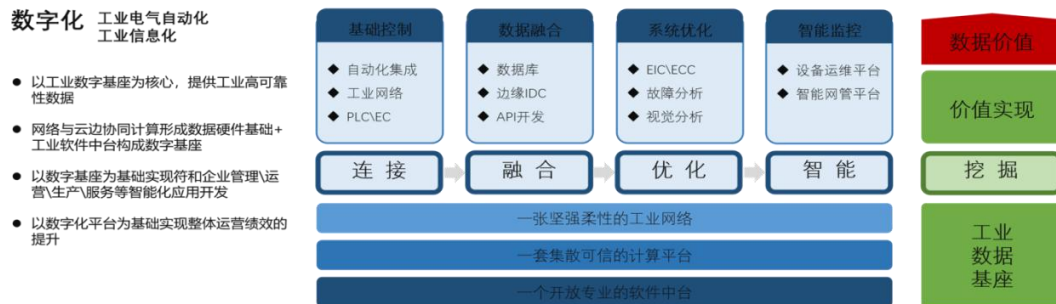 数字化
工业电气自动化
工业信息化
● 以工业数字基座为核心，提供工业高可靠
性数据
● 网络与云边协同计算形成数据硬件基础+
工业软件中台构成数字基座
● 以数字基座为基础实现符和企业管理\运
营\生产\服务等智能化应用开发
● 以数字化平台为基础实现整体运营绩效的
提升
基础控制
◆ 自动化集成
◆ 工业网络
◆ PLC\EC
数据融合
◆ 数据库
◆ 边缘IDC
◆ API开发
系统优化
◆ EIC\ECC
◆ 故障分析
◆ 视觉分析
智能监控
◆ 设备运维平台
◆ 智能网管平台
连接
融合
优化
智能
一张坚强柔性的工业网络
一套集散可信的计算平台
一个开放专业的软件中台
数据价值
价值实现
挖掘
工业
数据
基座